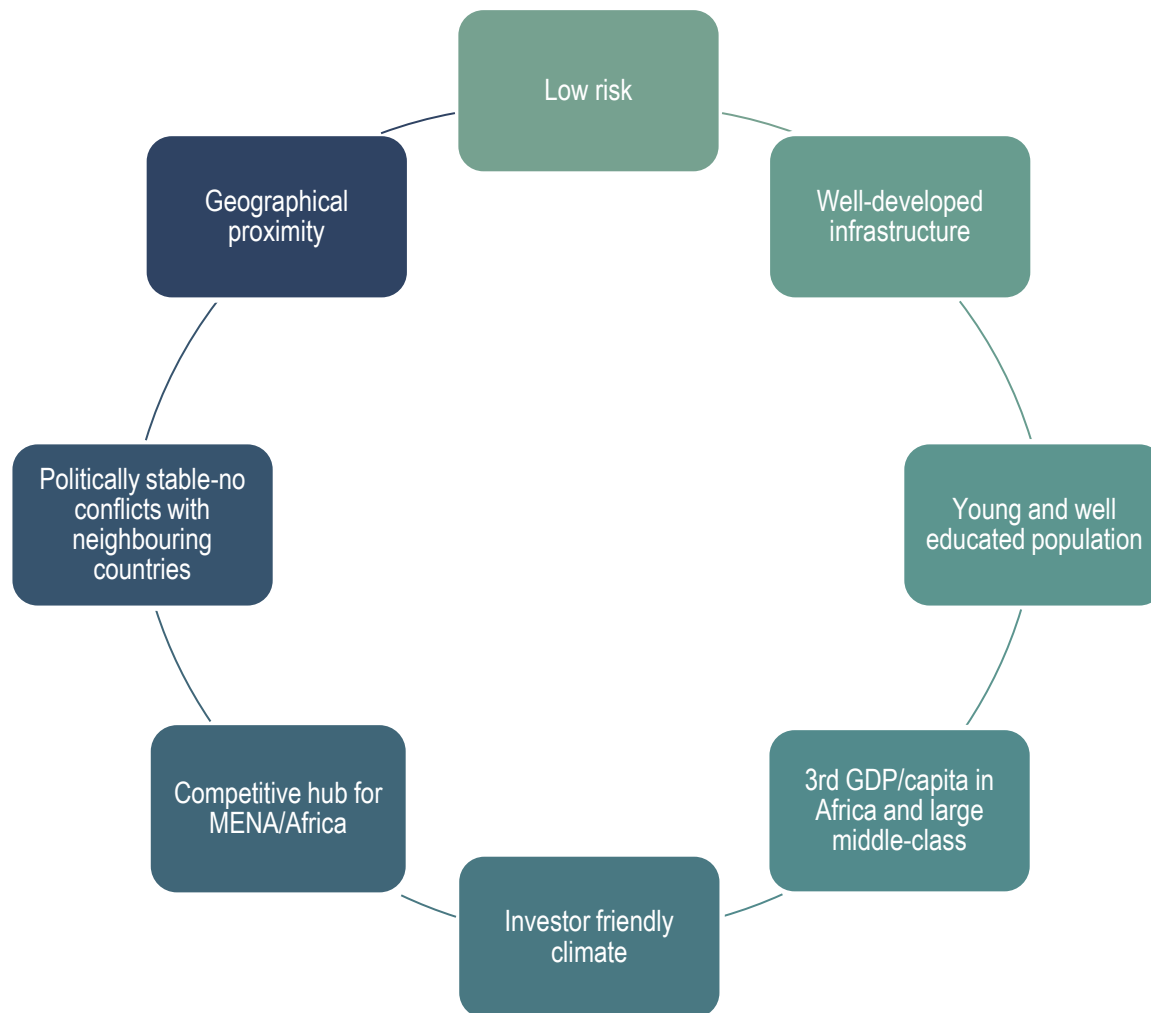 Low risk
Well-developed
infrastructure
Young and well
educated population
3rd GDP/capita in
Africa and large
middle-class
Investor friendly
climate
Competitive hub for
MENA/Africa
Politically stable-no
conflicts with
neighbouring
countries
Geographical
proximity